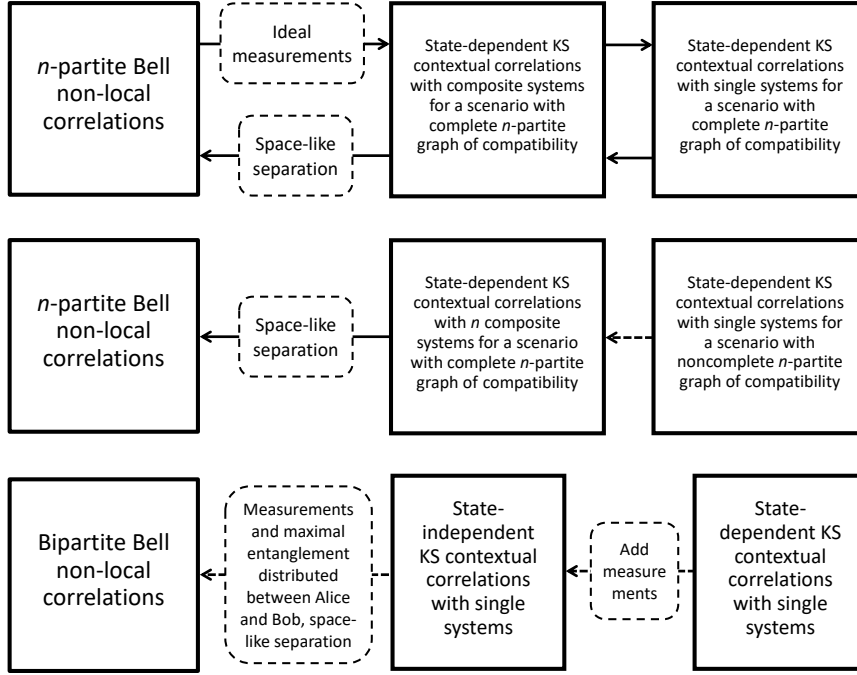 n-partite Bell
non-local
correlations
Ideal
measurements
Space-like
separation
State-dependent KS
contextual correlations
with composite systems
for a scenario with
complete n-partite
graph of compatibility
State-dependent KS
contextual correlations
with single systems for
a scenario with
complete n-partite
graph of compatibility
n-partite Bell
non-local
correlations
Space-like
separation
State-dependent KS
contextual correlations
with n composite
systems for a scenario
with complete n-partite
graph of compatibility
State-dependent KS
contextual correlations
with single systems for
a scenario with
noncomplete n-partite
graph of compatibility
Bipartite Bell
non-local
correlations
Measurements
and maximal
entanglement
distributed
between Alice
and Bob, space-
like separation
State-
independent
KS contextual
correlations
with single
systems
Add
measure
ments
State-
dependent KS
contextual
correlations
with single
systems